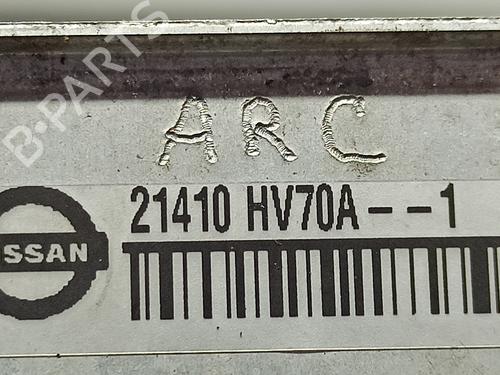 B-PARTS
ARC
21410 HV70A--1
NISSAN